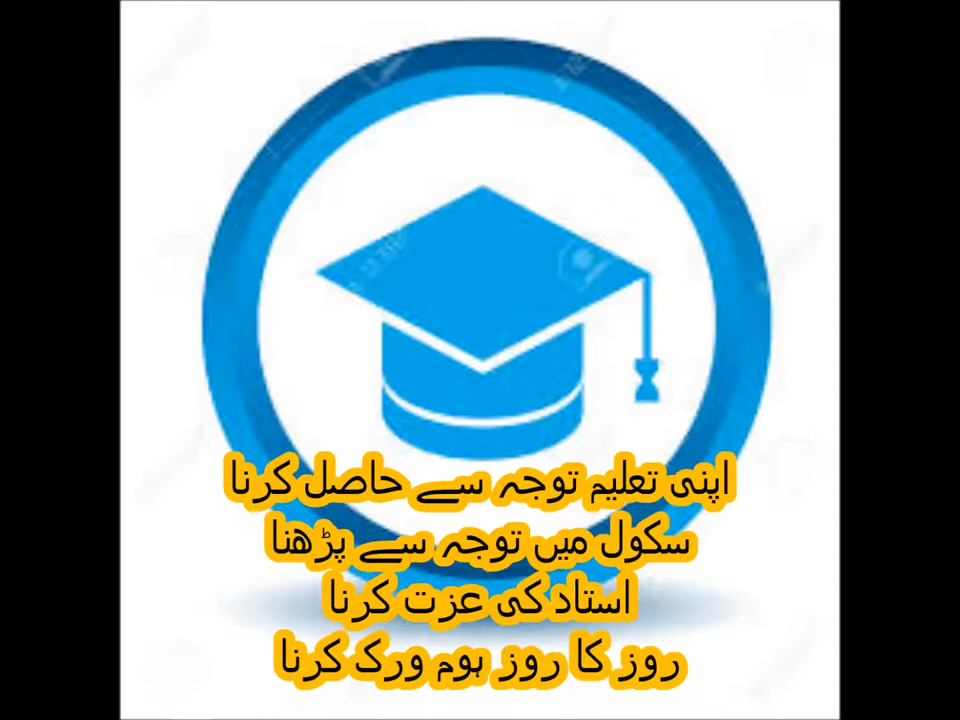 اپنی تعلیم توجہ سے حاصل کرنا
سکول میں توجہ سے پڑھنا
استاد کی عزت کرنا
روز کا روز ہوم ورک کرنا